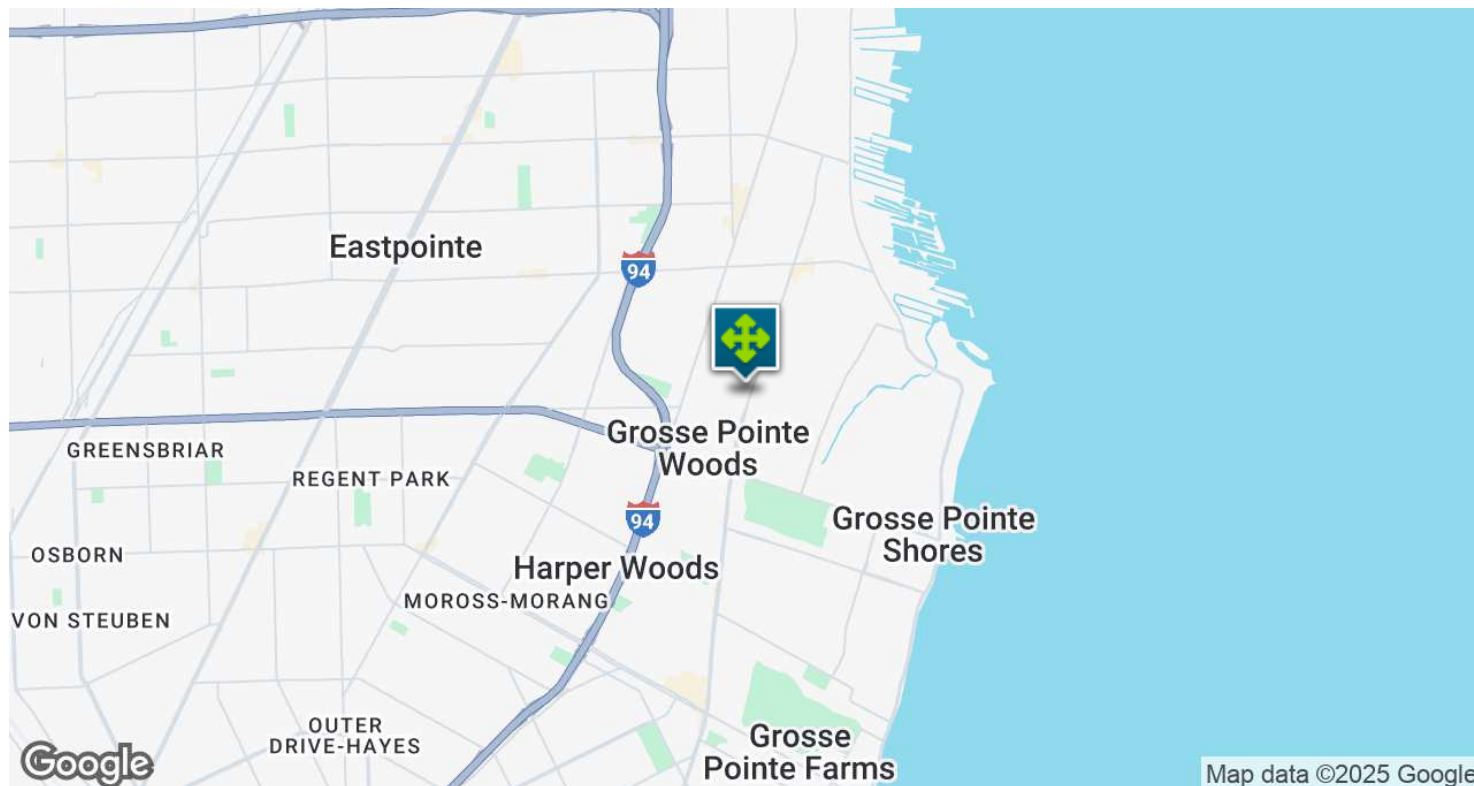 Eastpointe
94
Grosse Pointe
Woods
GREENSBRIAR
REGENT PARK
94
Grosse Pointe
Shores
OSBORN
Harper Woods
MOROSS-MORANG
VON STEUBEN
OUTER
DRIVE-HAYES
Grosse
Pointe Farms
Google
Map data ©2025 Google